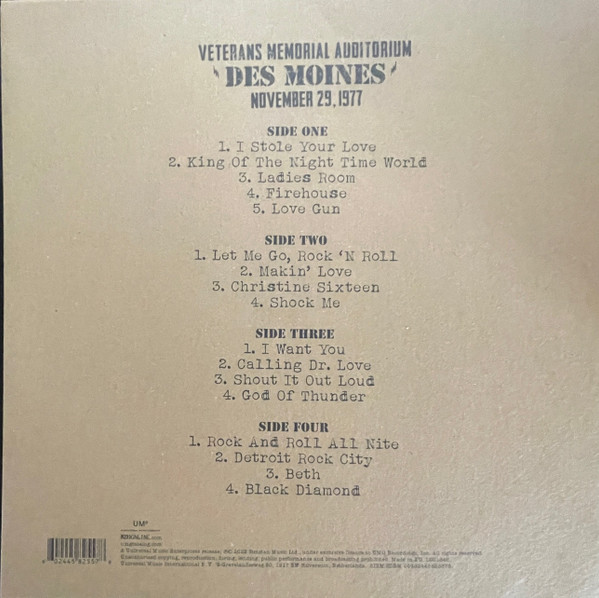 VETERANS MEMORIAL AUDITORIUM
'DES MOINES'
NOVEMBER 29, 1977
SIDE ONE
1. I Stole Your Love
2. King Of The Night Time World
3. Ladies Room
4. Firehouse
5. Love Gun
SIDE TWO
1. Let Me Go, Rock ‘N Roll
2. Makin’ Love
3. Christine Sixteen
4. Shock Me
SIDE THREE
1. I Want You
2. Calling Dr. Love
3. Shout It Out Loud
4. God Of Thunder
SIDE FOUR
1. Rock And Roll All Nite
2. Detroit Rock City
3. Beth
4. Black Diamond
UMe
A Universal Music Enterprises release.